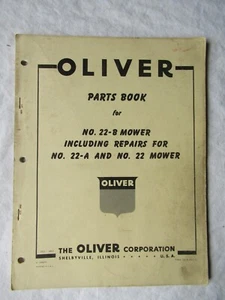 OLIVER
PARTS BOOK
for
NO. 22-B MOWER
INCLUDING REPAIRS FOR
NO. 22-A AND NO. 22 MOWER
OLIVER
THE OLIVER CORPORATION
SHELBYVILLE, ILLINOIS • • • • • U. S. A.